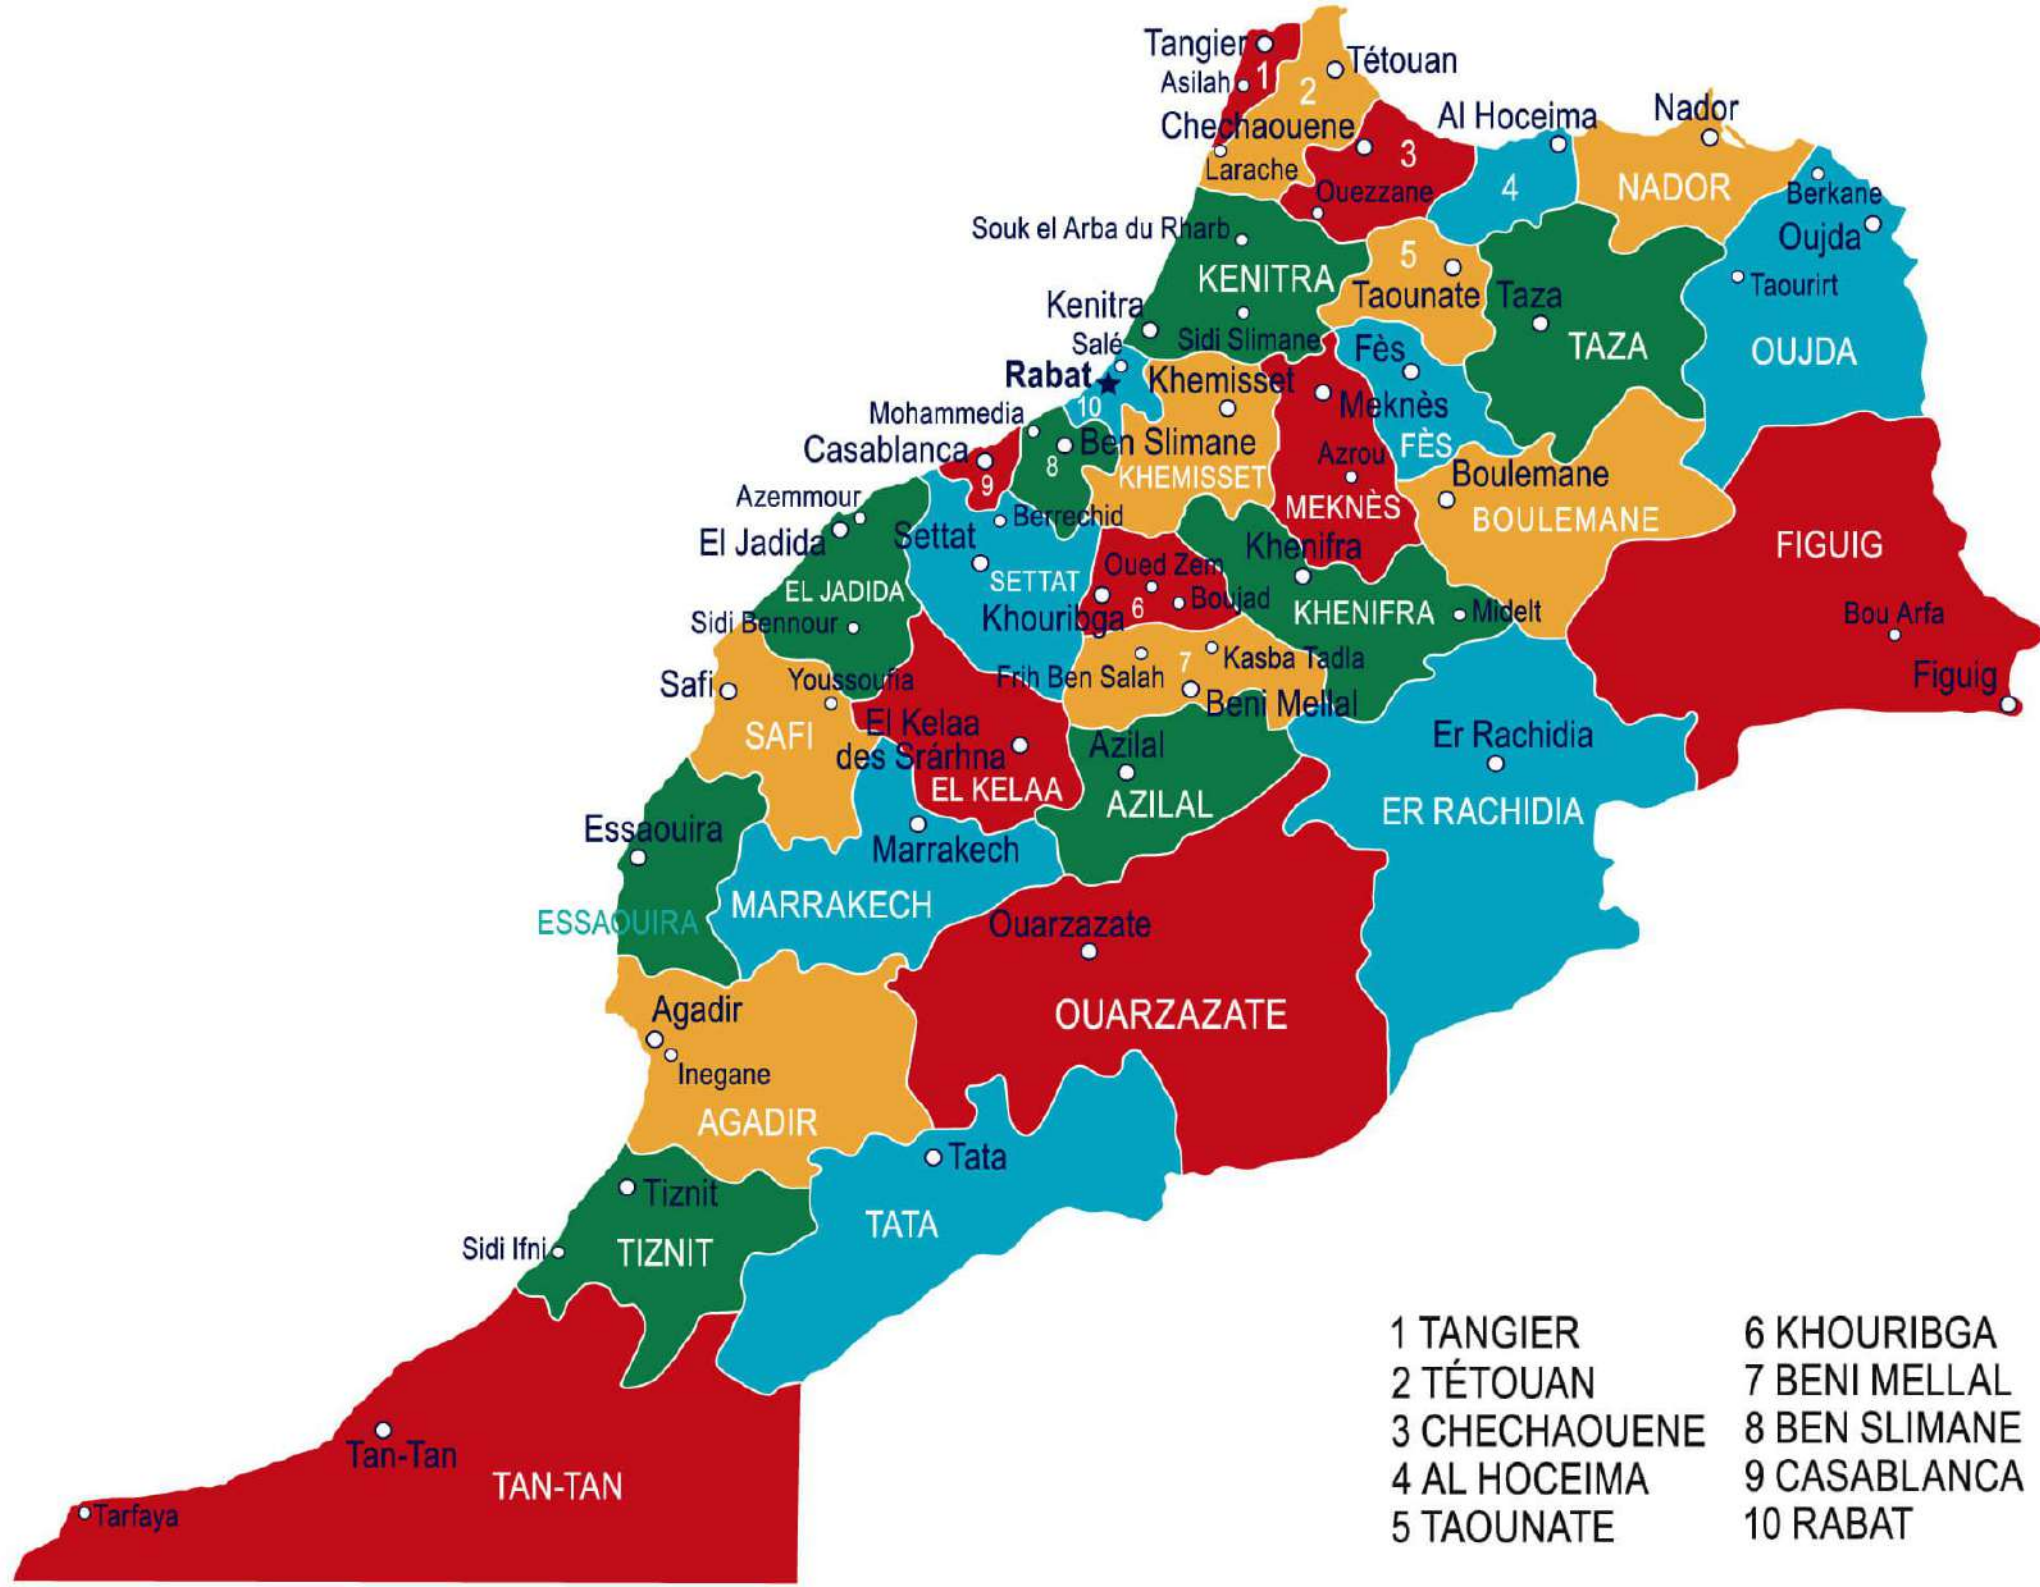 Tangier
1
Asilah
2
Tétouan
Chechaouene
3
Larache
Ouezzane
Al Hoceima
4
Nador
NADOR
Berkane
Oujda
Taourirt
OUJDA
Souk el Arba du Rharb
KENITRA
Kenitra
Sidi Slimane
5
Taounate
Taza
TAZA
Salé
Rabat
10
Khemisset
KHEMISSET
Fès
FÈS
Meknès
Azrou
MEKNÈS
Mohammedia
Casablanca
9
8
Ben Slimane
Boulemane
BOULEMANE
FIGUIG
Bou Arfa
Figuig
Azemmour
El Jadida
EL JADIDA
Sidi Bennour
Settat
Berrechid
SETTAT
Oued Zem
6
Boujad
Khouribga
Khenifra
KHENIFRA
Midelt
Frih Ben Salah
7
Kasba Tadla
Beni Mellal
Safi
Youssoufia
SAFI
El Kelaa
des Srárhna
EL KELAA
Azilal
AZILAL
Er Rachidia
ER RACHIDIA
Essaouira
ESSAOUIRA
Marrakech
MARRAKECH
Ouarzazate
OUARZAZATE
Agadir
Inegane
AGADIR
Tata
TATA
Tiznit
Sidi Ifni
TIZNIT
Tan-Tan
TAN-TAN
Tarfaya
1 TANGIER
2 TÉTOUAN
3 CHECHAOUENE
4 AL HOCEIMA
5 TAOUNATE
6 KHOURIBGA
7 BENI MELLAL
8 BEN SLIMANE
9 CASABLANCA
10 RABAT